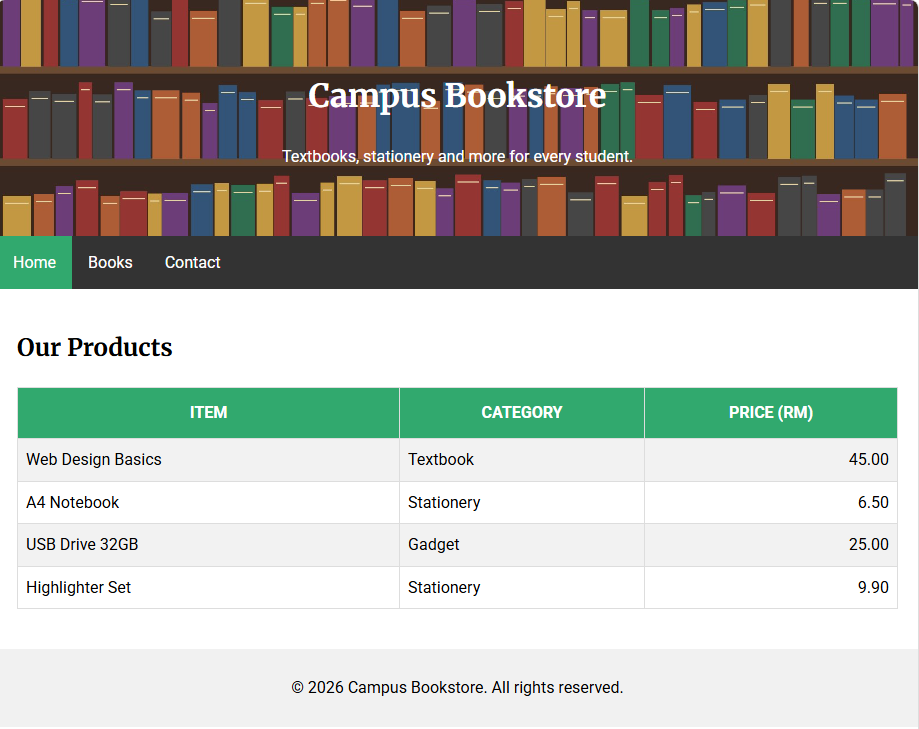 Campus Bookstore
Textbooks, stationery and more for every student.
Home Books Contact
Our Products
ITEM CATEGORY PRICE (RM)
Web Design Basics Textbook 45.00
A4 Notebook Stationery 6.50
USB Drive 32GB Gadget 25.00
Highlighter Set Stationery 9.90
© 2026 Campus Bookstore. All rights reserved.